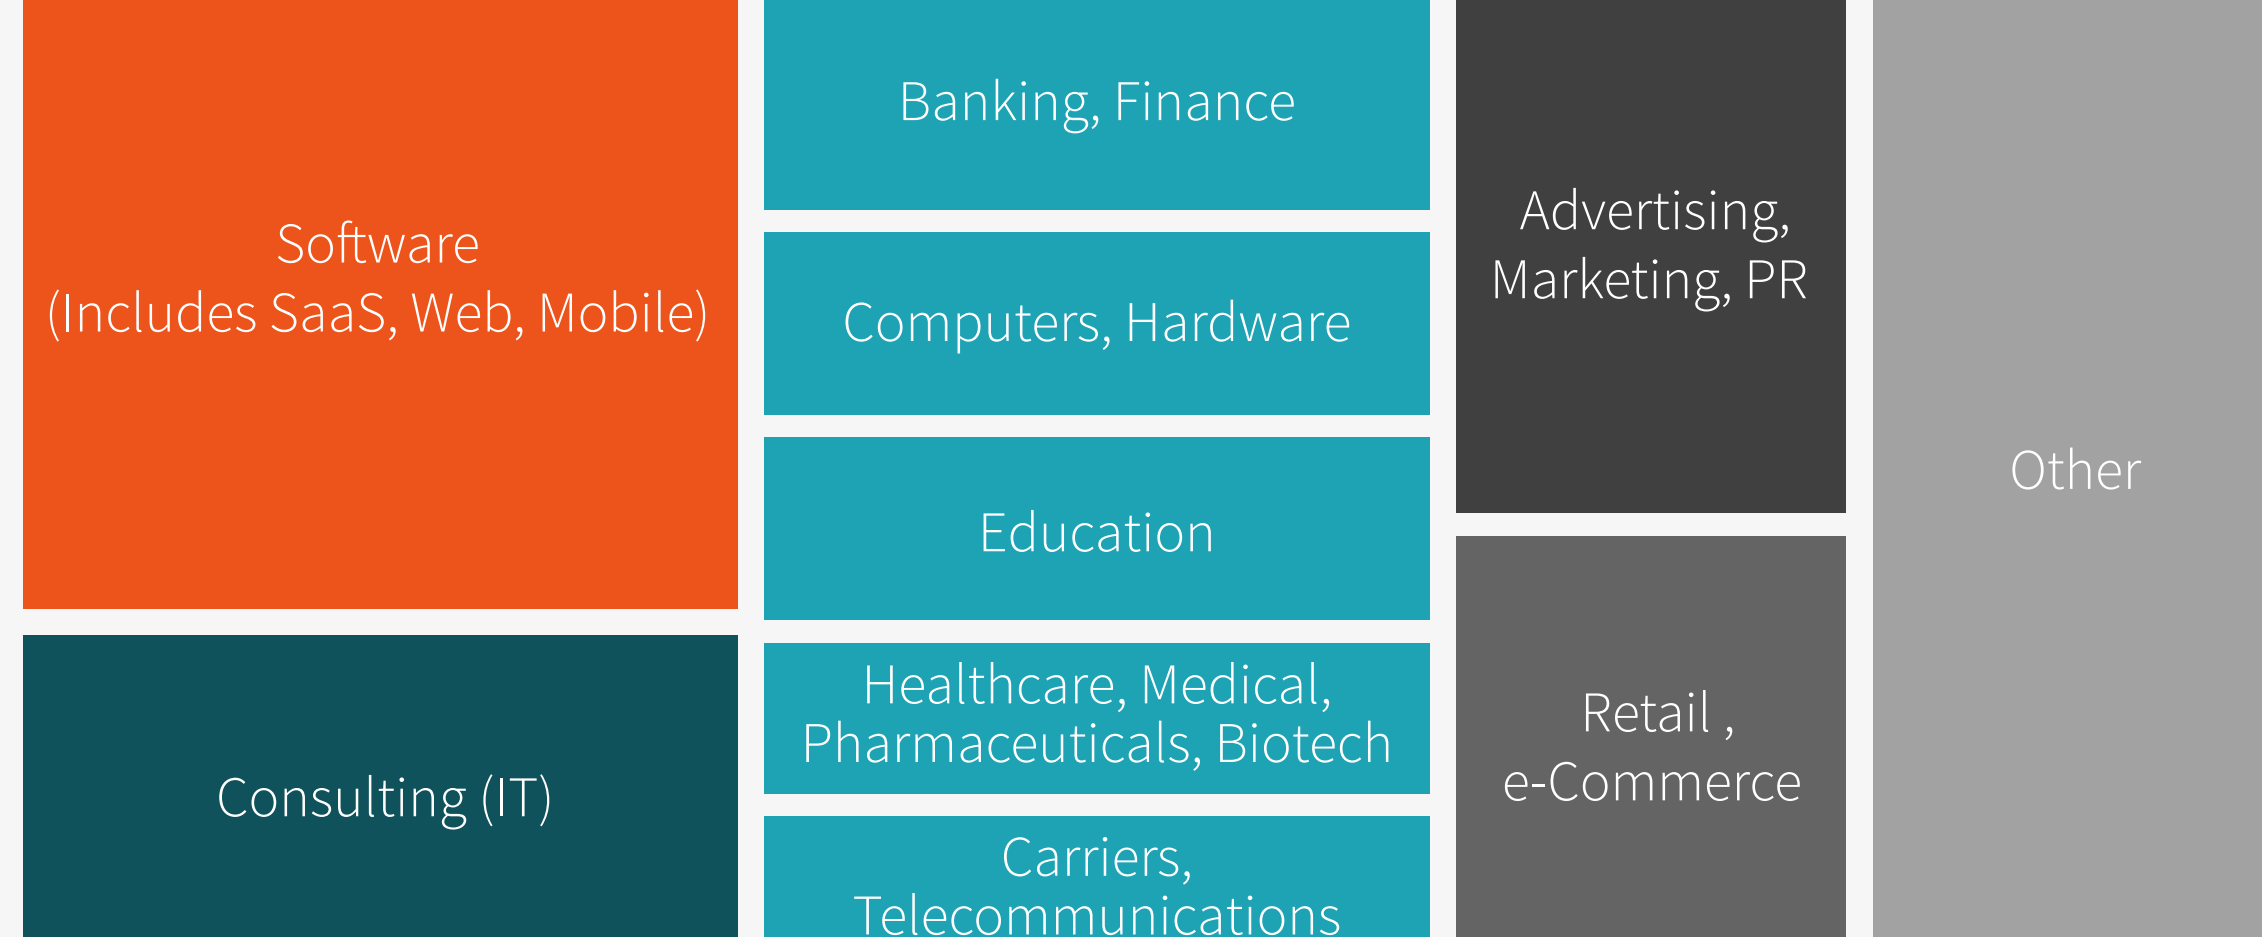 Software
(Includes SaaS, Web, Mobile)
Consulting (IT)
Banking, Finance
Computers, Hardware
Education
Healthcare, Medical,
Pharmaceuticals, Biotech
Carriers,
Telecommunications
Advertising,
Marketing, PR
Retail ,
e-Commerce
Other